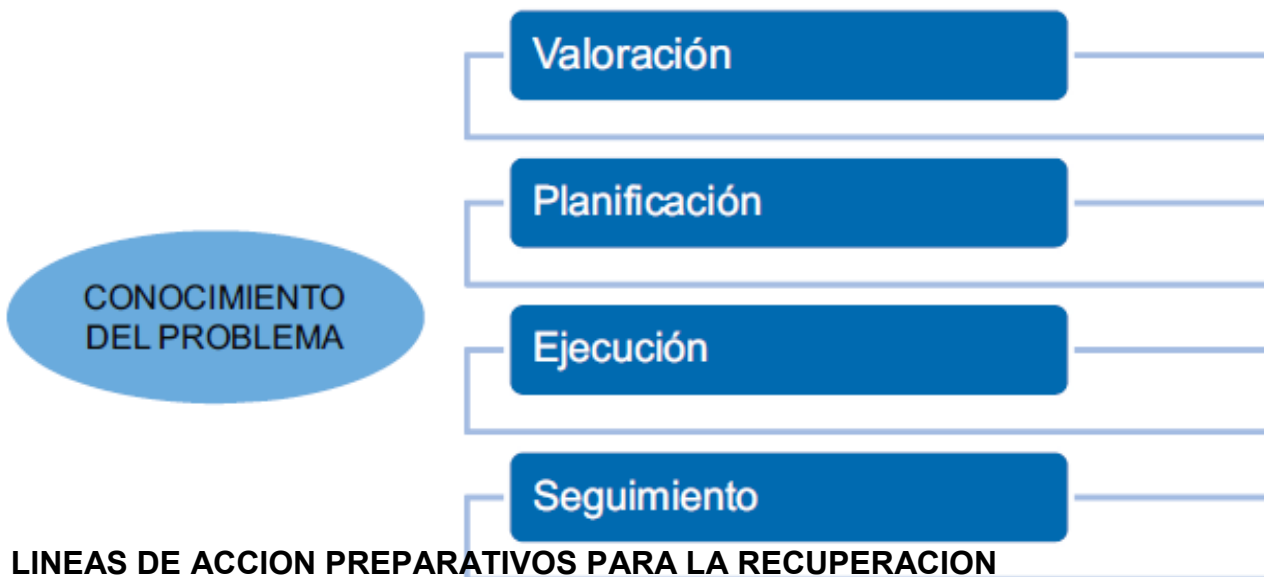 Valoración
Planificación
CONOCIMIENTO
DEL PROBLEMA
Ejecución
Seguimiento
LINEAS DE ACCION PREPARATIVOS PARA LA RECUPERACION